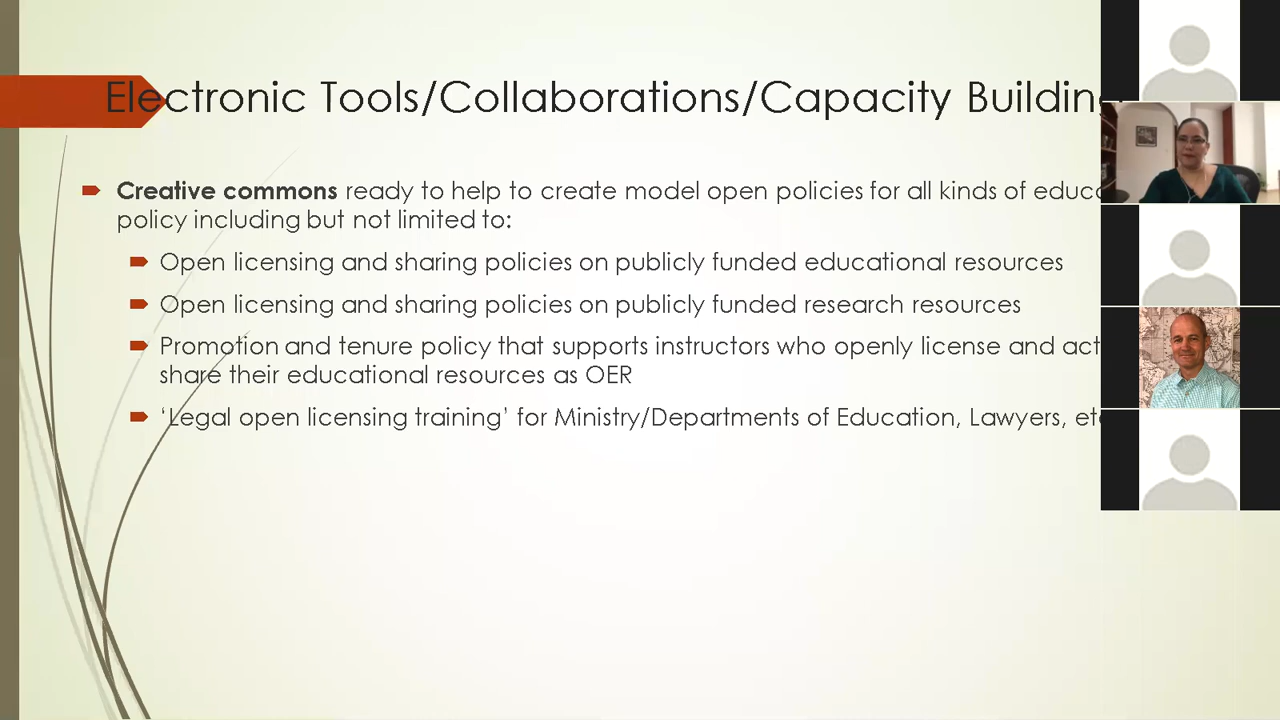 Electronic Tools/Collaborations/Capacity Building
Creative commons ready to help to create model open policies for all kinds of
policy including but not limited to:
Open licensing and sharing policies on publicly funded educational resources
Open licensing and sharing policies on publicly funded research resources
Promotion and tenure policy that supports instructors who openly license and
share their educational resources as OER
‘Legal open licensing training’ for Ministry/Departments of Education, Lawyers,